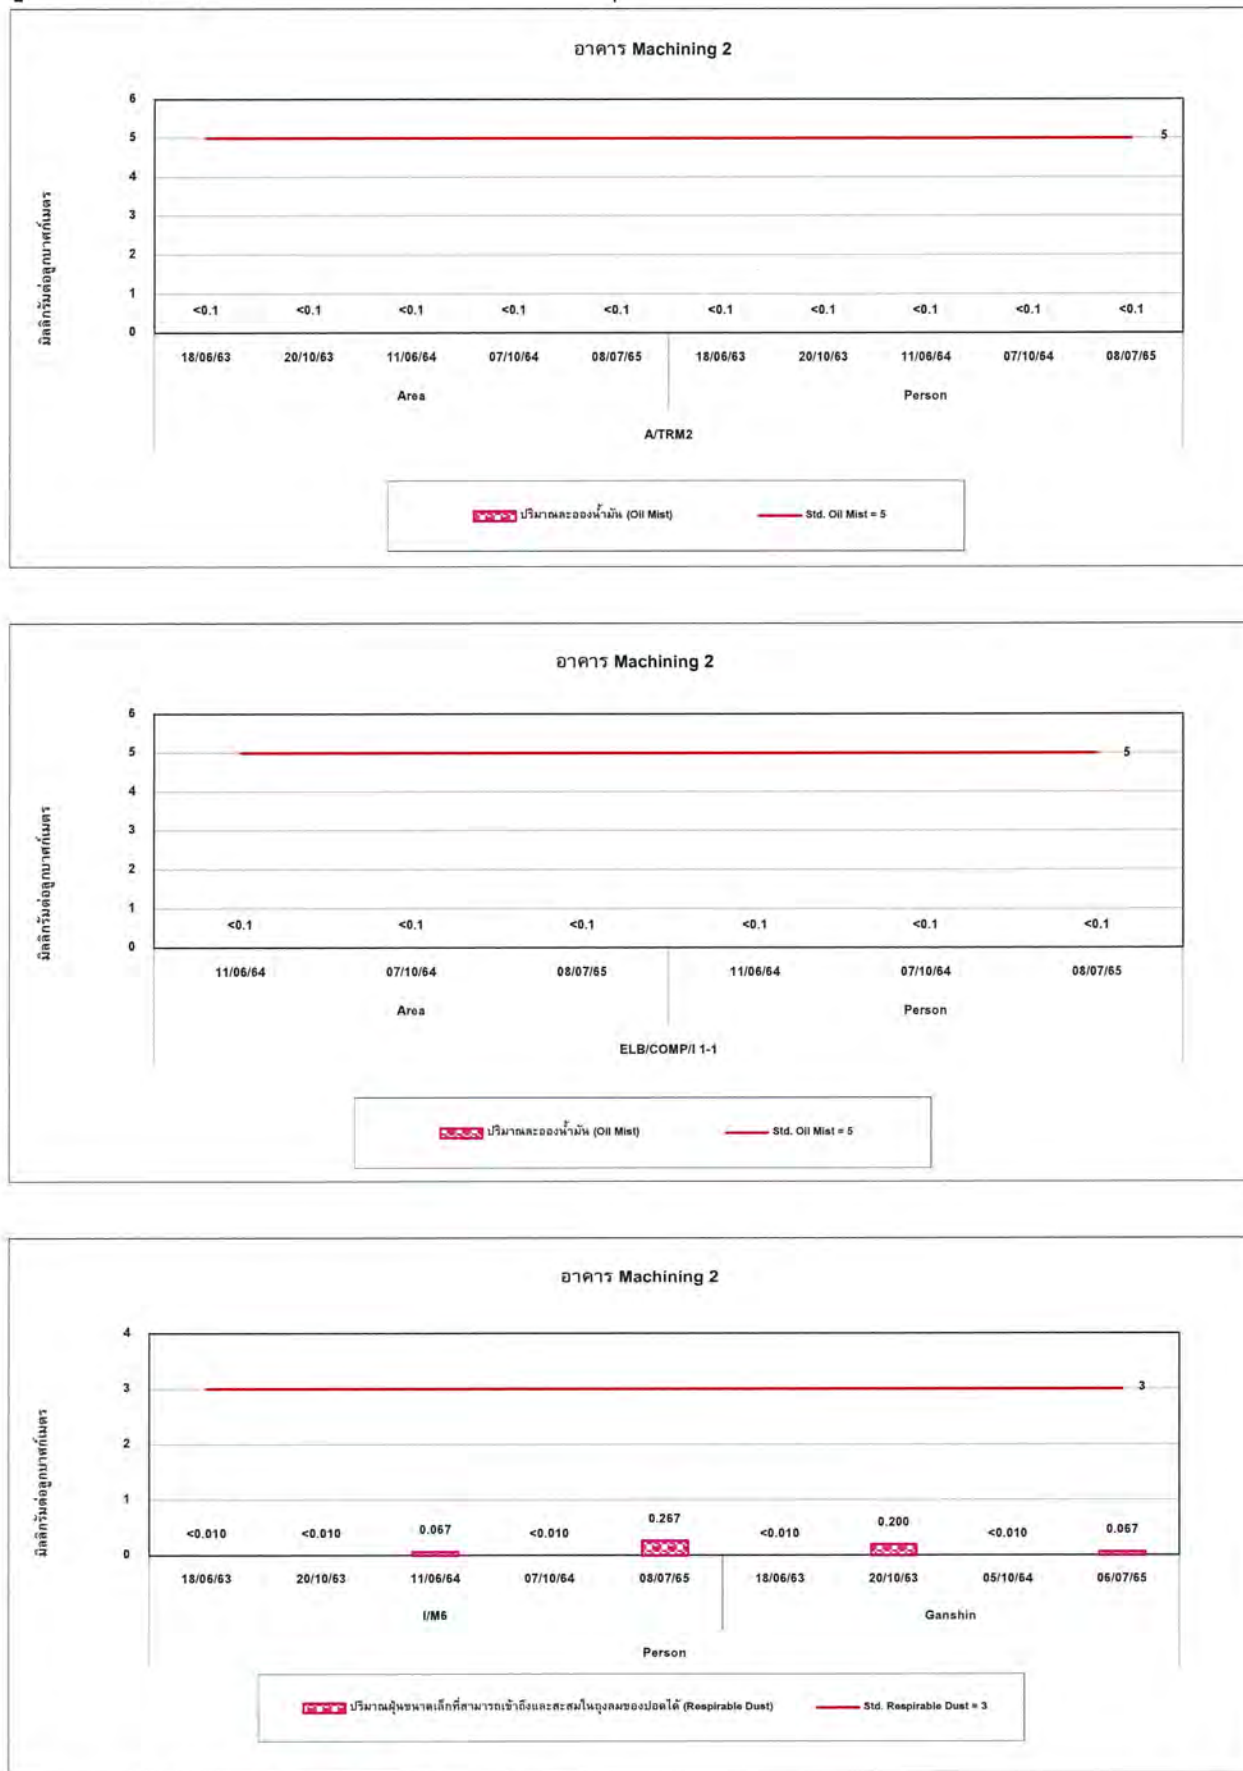 อาคาร Machining 2
มิลลิกรัมต่อลูกบาศก์เมตร
6
5
5
4
3
2
1
0
<0.1 <0.1 <0.1 <0.1 <0.1 <0.1 <0.1 <0.1 <0.1 <0.1
18/06/63 20/10/63 11/06/64 07/10/64 08/07/65 18/06/63 20/10/63 11/06/64 07/10/64 08/07/65
Area Person
A/TRM2
ปริมาณละอองน้ำมัน (Oil Mist) Std. Oil Mist = 5
อาคาร Machining 2
มิลลิกรัมต่อลูกบาศก์เมตร
6
5
5
4
3
2
1
0
<0.1 <0.1 <0.1 <0.1 <0.1 <0.1
11/06/64 07/10/64 08/07/65 11/06/64 07/10/64 08/07/65
Area Person
ELB/COMP/I 1-1
ปริมาณละอองน้ำมัน (Oil Mist) Std. Oil Mist = 5
อาคาร Machining 2
มิลลิกรัมต่อลูกบาศก์เมตร
4
3
3
2
1
0
<0.010 <0.010 0.067 <0.010 0.267 <0.010 0.200 <0.010 0.067
18/06/63 20/10/63 11/06/64 07/10/64 08/07/65 18/06/63 20/10/63 05/10/64 06/07/65
I/M6 Ganshin
Person
ปริมาณฝุ่นขนาดเล็กที่สามารถเข้าถึงและสะสมในถุงลมของปอดได้ (Respirable Dust) Std. Respirable Dust = 3